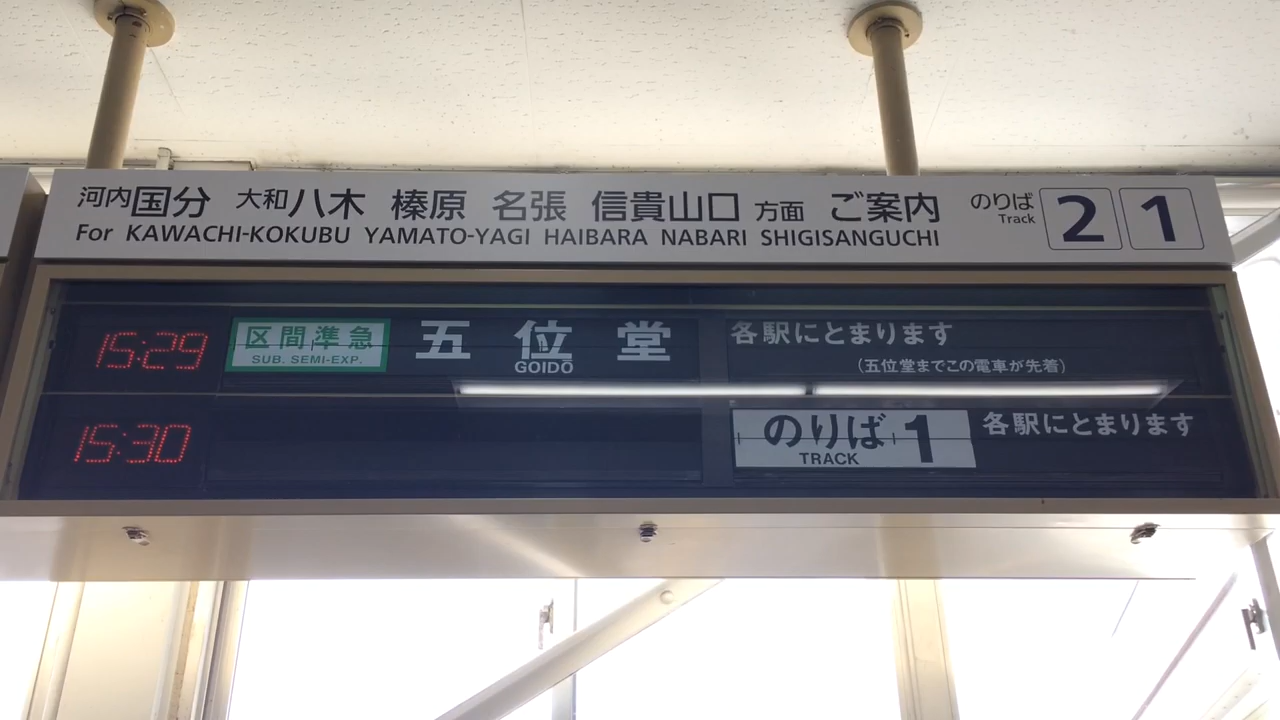 河内国分 大和八木 榛原 名張 信貴山口 方面 ご案内
For KAWACHI-KOKUBU YAMATO-YAGI HAIBARA NABARI SHIGISANGUCHI
のりば
Track
2 1
15:29 区間準急 五位堂 各駅にとまります
SUB. SEMI-EXP. GOIDŌ (五位堂までこの電車が先着)
15:30 のりば 1 各駅にとまります
TRACK